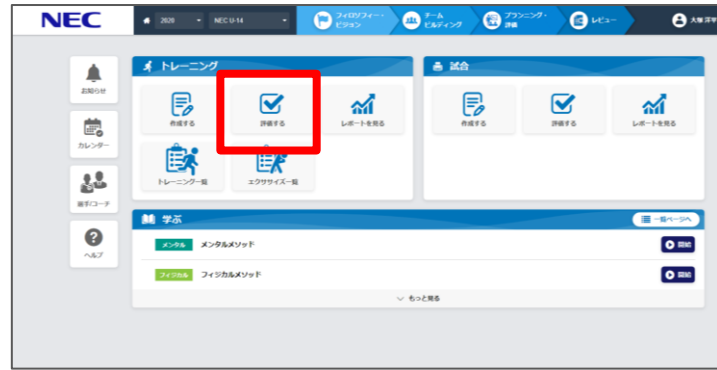 NEC
2020
NEC U-14
フィロソフィー・
ビジョン
チーム
ビルディング
プランニング・
評価
レビュー
大塚 洋平
お知らせ
カレンダー
選手/コーチ
ヘルプ
トレーニング
作成する
評価する
レポートを見る
トレーニング一覧
エクササイズ一覧
試合
作成する
評価する
レポートを見る
学ぶ
一覧ページへ
メンタル メンタルメソッド
開始
フィジカル フィジカルメソッド
開始
もっと見る